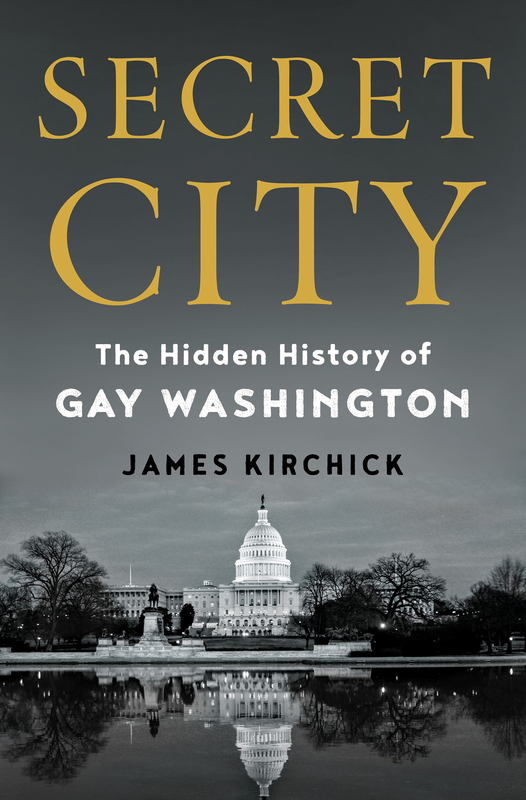 SECRET
CITY
The Hidden History of
GAY WASHINGTON
JAMES KIRCHICK